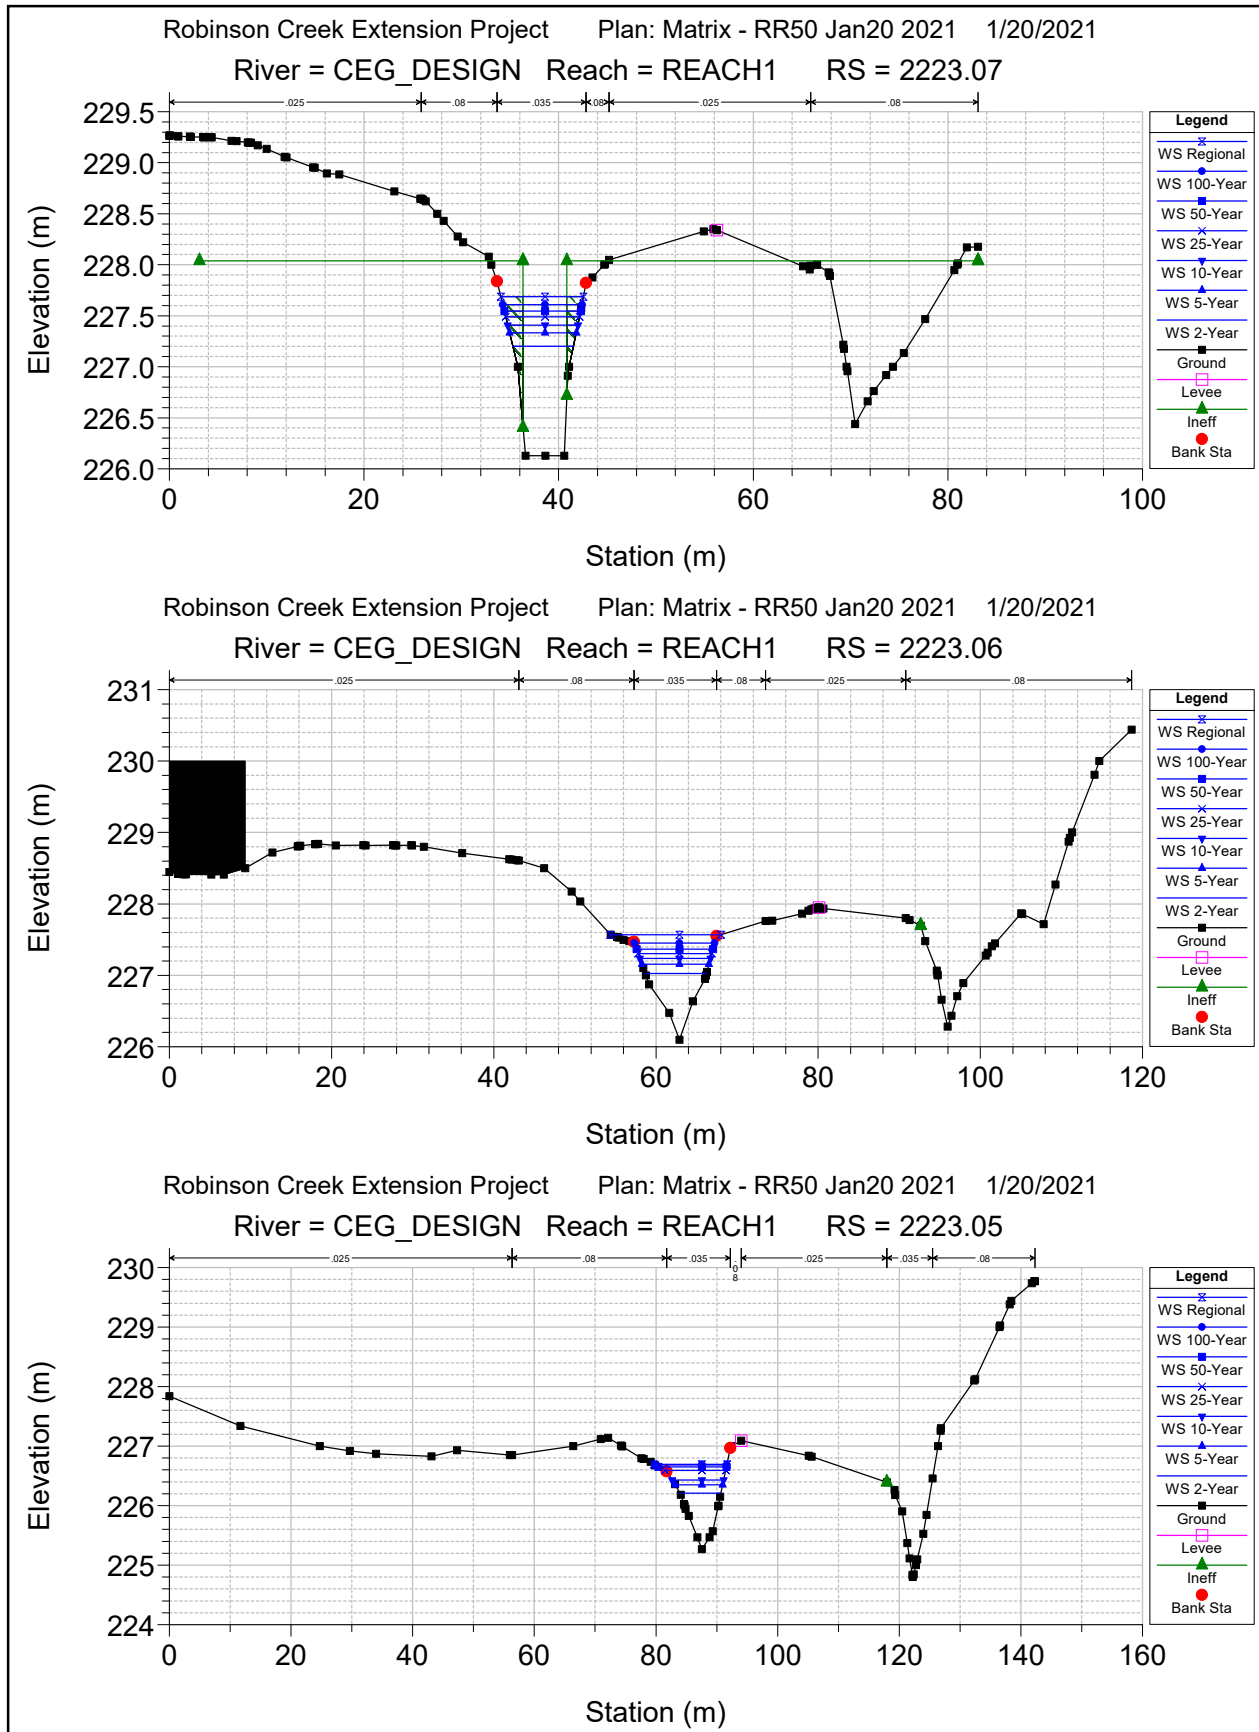 Robinson Creek Extension Project Plan: Matrix - RR50 Jan20 2021 1/20/2021
River = CEG_DESIGN Reach = REACH1 RS = 2223.07
.025 .08 .035 .08 .025 .08
Legend
WS Regional
WS 100-Year
WS 50-Year
WS 25-Year
WS 10-Year
WS 5-Year
WS 2-Year
Ground
Levee
Ineff
Bank Sta
229.5
229.0
228.5
228.0
227.5
227.0
226.5
226.0
Elevation (m)
0 20 40 60 80 100
Station (m)
Robinson Creek Extension Project Plan: Matrix - RR50 Jan20 2021 1/20/2021
River = CEG_DESIGN Reach = REACH1 RS = 2223.06
.025 .08 .035 .08 .025 .08
Legend
WS Regional
WS 100-Year
WS 50-Year
WS 25-Year
WS 10-Year
WS 5-Year
WS 2-Year
Ground
Levee
Ineff
Bank Sta
231
230
229
228
227
226
Elevation (m)
0 20 40 60 80 100 120
Station (m)
Robinson Creek Extension Project Plan: Matrix - RR50 Jan20 2021 1/20/2021
River = CEG_DESIGN Reach = REACH1 RS = 2223.05
.025 .08 .035 .08 .025 .035 .08
Legend
WS Regional
WS 100-Year
WS 50-Year
WS 25-Year
WS 10-Year
WS 5-Year
WS 2-Year
Ground
Levee
Ineff
Bank Sta
230
229
228
227
226
225
224
Elevation (m)
0 20 40 60 80 100 120 140 160
Station (m)